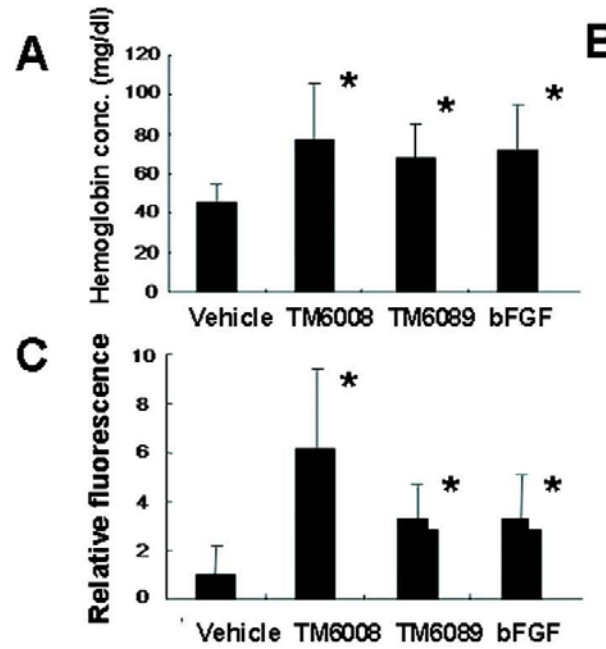 A
B
Hemoglobin conc. (mg/dl)
120
100
80
60
40
20
0
*
*
*
Vehicle TM6008 TM6089 bFGF
C
Relative fluorescence
10
8
6
4
2
0
*
*
*
Vehicle TM6008 TM6089 bFGF